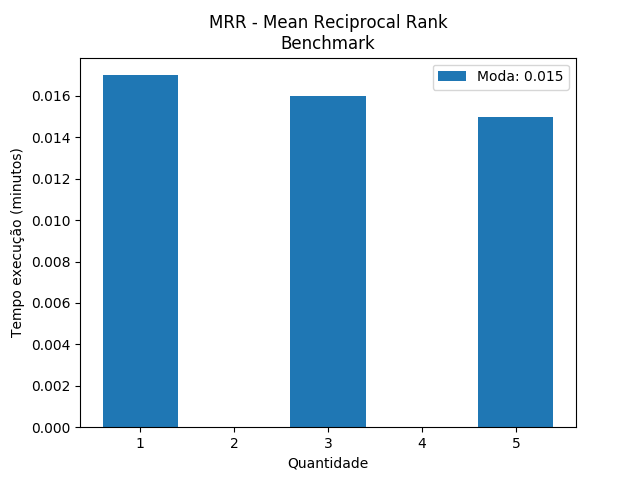 MRR - Mean Reciprocal Rank
Benchmark
Moda: 0.015
Tempo execução (minutos)
0.016
0.014
0.012
0.010
0.008
0.006
0.004
0.002
0.000
1 2 3 4 5
Quantidade